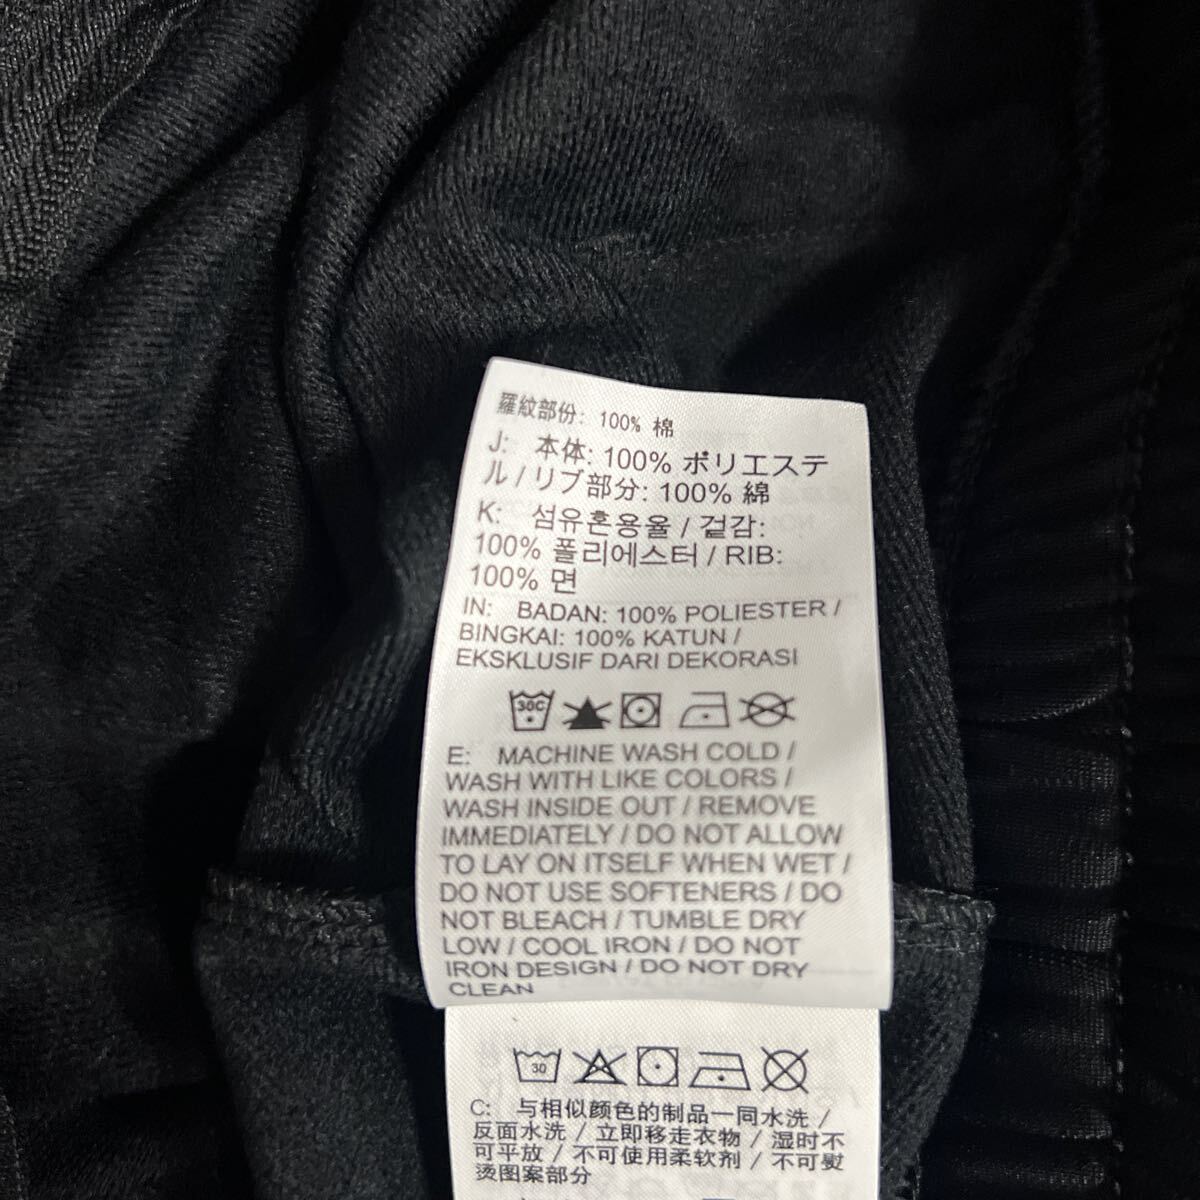 羅紋部份: 100% 棉
J: 本体: 100% ポリエステ
ル / リブ部分: 100% 綿
K: 섬유혼용율 / 겉감:
100% 폴리에스터 / RIB:
100% 면
IN: BADAN: 100% POLIESTER /
BINGKAI: 100% KATUN /
EKSKLUSIF DARI DEKORASI
30C
E: MACHINE WASH COLD /
WASH WITH LIKE COLORS /
WASH INSIDE OUT / REMOVE
IMMEDIATELY / DO NOT ALLOW
TO LAY ON ITSELF WHEN WET /
DO NOT USE SOFTENERS / DO
NOT BLEACH / TUMBLE DRY
LOW / COOL IRON / DO NOT
IRON DESIGN / DO NOT DRY
CLEAN
30
C: 与相似颜色的制品一同水洗 /
反面水洗 / 立即移走衣物 / 湿时不
可平放 / 不可使用柔软剂 / 不可熨
烫图案部分